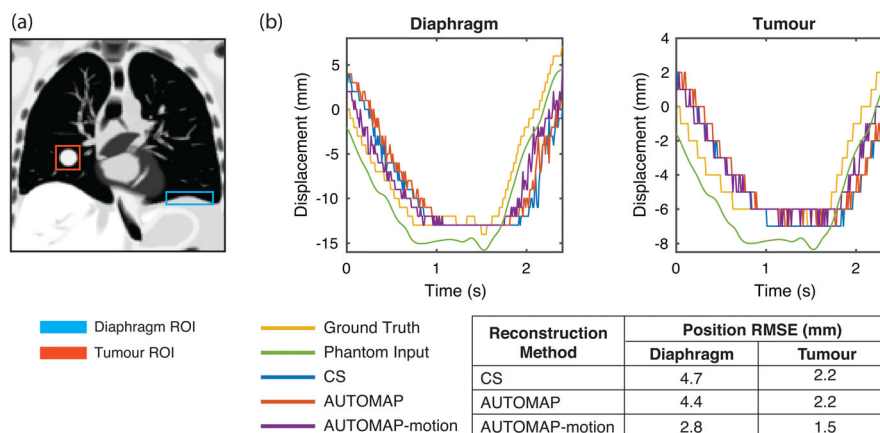 (a)
(b)
Diaphragm
Displacement (mm)
5
0
-5
-10
-15
0
1
2
Time (s)
Tumour
Displacement (mm)
4
2
0
-2
-4
-6
-8
0
1
2
Time (s)
Diaphragm ROI
Tumour ROI
Ground Truth
Phantom Input
CS
AUTOMAP
AUTOMAP-motion
Reconstruction Method Position RMSE (mm)
Diaphragm Tumour
CS 4.7 2.2
AUTOMAP 4.4 2.2
AUTOMAP-motion 2.8 1.5